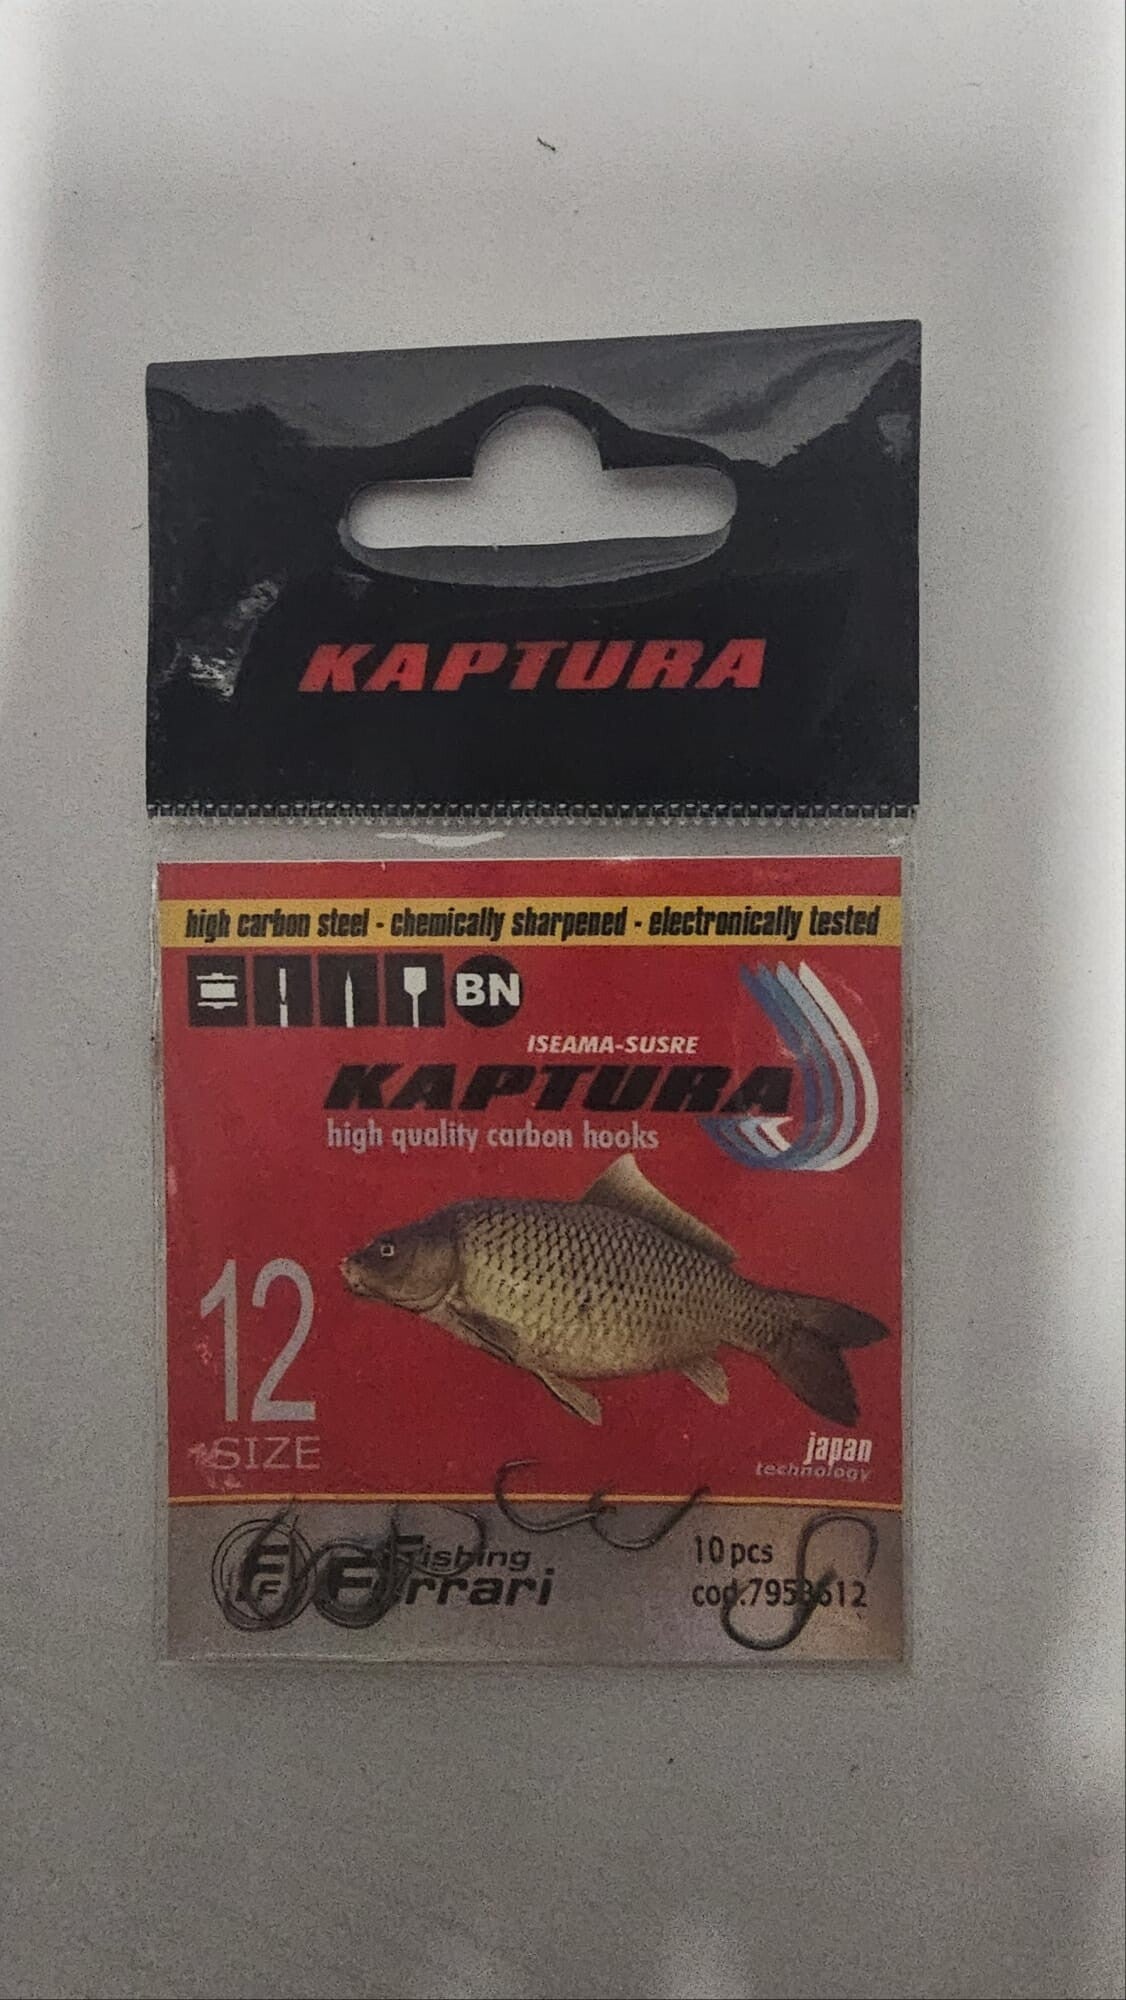 KAPTURA
high carbon steel - chemically sharpened - electronically tested
BN
ISEAMA-SUSRE
KAPTURA
high quality carbon hooks
12
SIZE
japan
technology
Fishing
Ferrari
10 pcs
cod.7953612